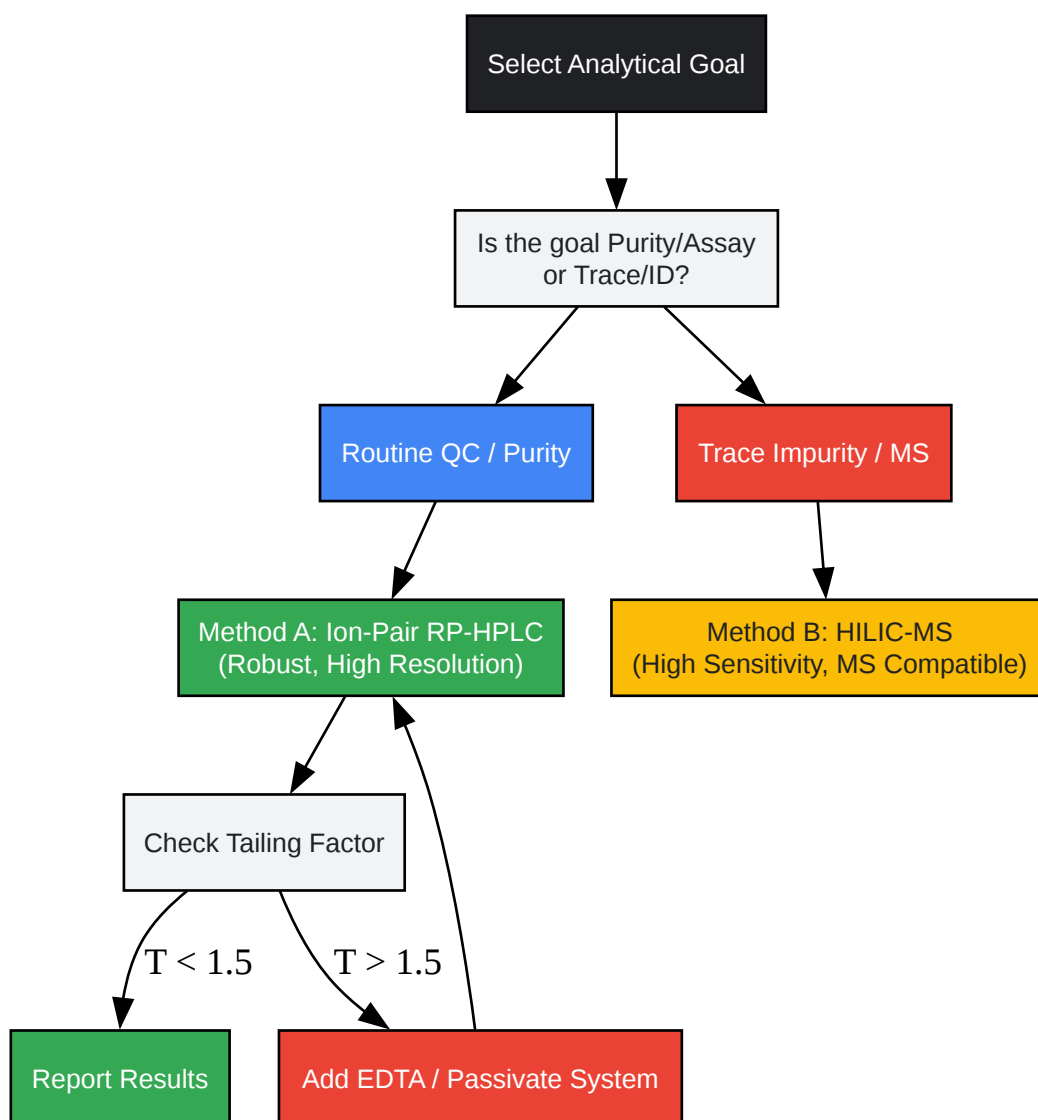 Select Analytical Goal
Is the goal Purity/Assay
or Trace/ID?
Routine QC / Purity
Trace Impurity / MS
Method A: Ion-Pair RP-HPLC
(Robust, High Resolution)
Method B: HILIC-MS
(High Sensitivity, MS Compatible)
Check Tailing Factor
T < 1.5
T > 1.5
Report Results
Add EDTA / Passivate System